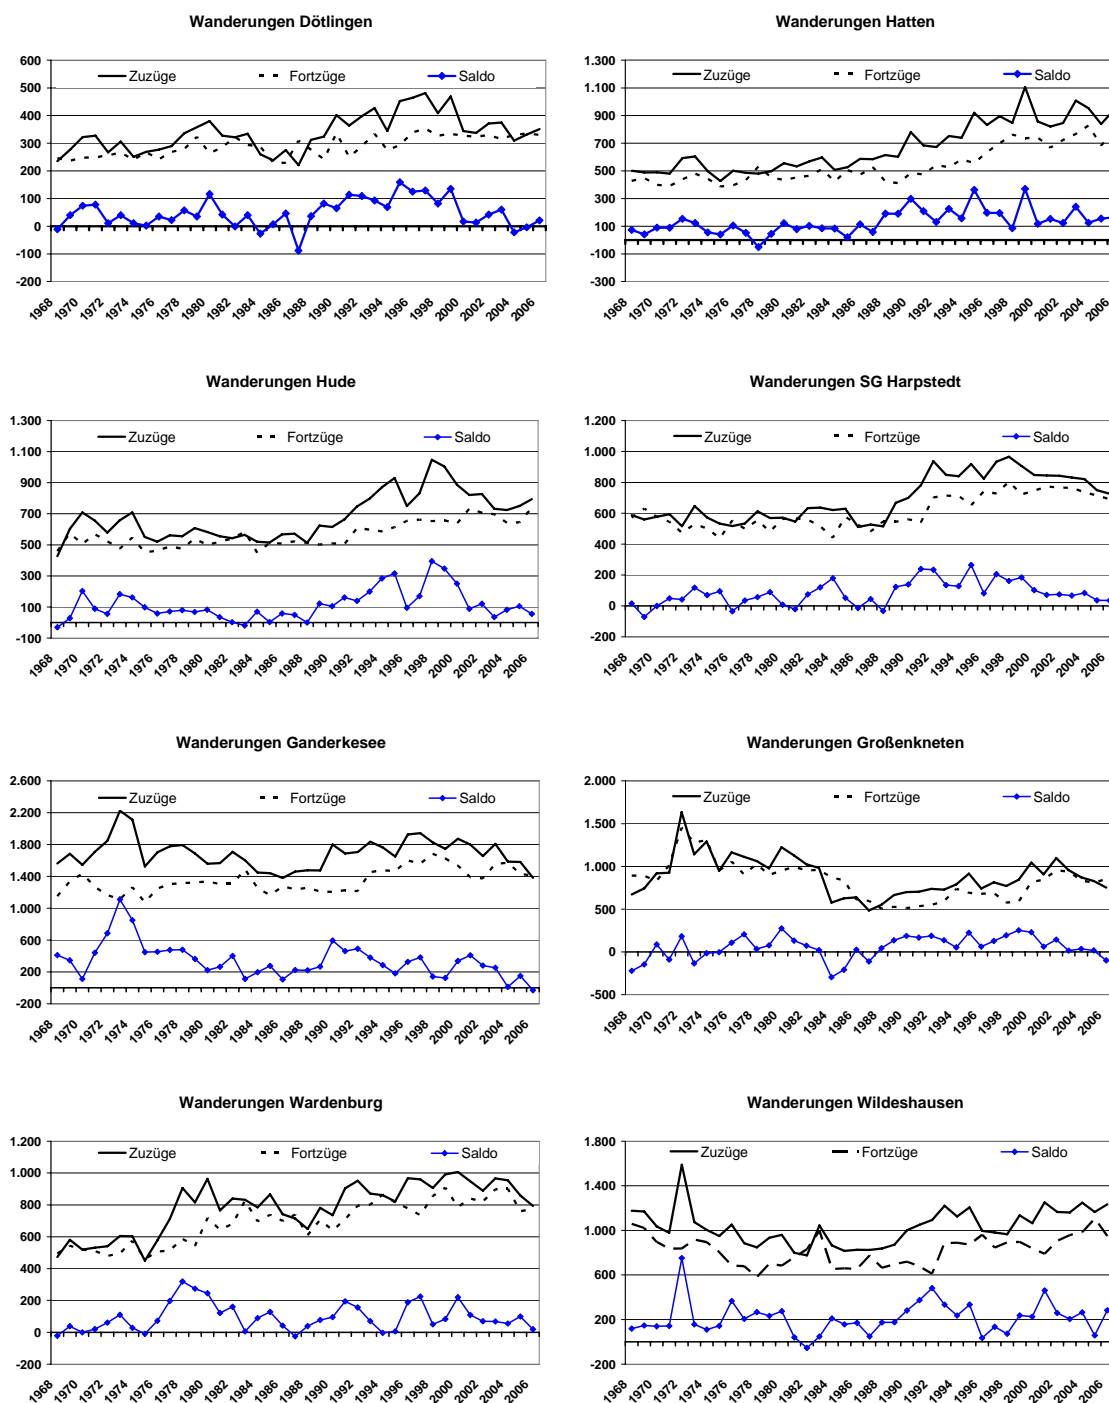 Wanderungen Dötlingen
Zuzüge Fortzüge Saldo
600
500
400
300
200
100
0
-100
-200
1968 1970 1972 1974 1976 1978 1980 1982 1984 1986 1988 1990 1992 1994 1996 1998 2000 2002 2004 2006
Wanderungen Hatten
Zuzüge Fortzüge Saldo
1.300
1.100
900
700
500
300
100
-100
-300
1968 1970 1972 1974 1976 1978 1980 1982 1984 1986 1988 1990 1992 1994 1996 1998 2000 2002 2004 2006
Wanderungen Hude
Zuzüge Fortzüge Saldo
1.300
1.100
900
700
500
300
100
-100
1968 1970 1972 1974 1976 1978 1980 1982 1984 1986 1988 1990 1992 1994 1996 1998 2000 2002 2004 2006
Wanderungen SG Harpstedt
Zuzüge Fortzüge Saldo
1.200
1.000
800
600
400
200
0
-200
1968 1970 1972 1974 1976 1978 1980 1982 1984 1986 1988 1990 1992 1994 1996 1998 2000 2002 2004 2006
Wanderungen Ganderkesee
Zuzüge Fortzüge Saldo
2.600
2.200
1.800
1.400
1.000
600
200
-200
1968 1970 1972 1974 1976 1978 1980 1982 1984 1986 1988 1990 1992 1994 1996 1998 2000 2002 2004 2006
Wanderungen Großenkneten
Zuzüge Fortzüge Saldo
2.000
1.500
1.000
500
0
-500
1968 1970 1972 1974 1976 1978 1980 1982 1984 1986 1988 1990 1992 1994 1996 1998 2000 2002 2004 2006
Wanderungen Wardenburg
Zuzüge Fortzüge Saldo
1.200
1.000
800
600
400
200
0
-200
1968 1970 1972 1974 1976 1978 1980 1982 1984 1986 1988 1990 1992 1994 1996 1998 2000 2002 2004 2006
Wanderungen Wildeshausen
Zuzüge Fortzüge Saldo
1.800
1.400
1.000
600
200
-200
1968 1970 1972 1974 1976 1978 1980 1982 1984 1986 1988 1990 1992 1994 1996 1998 2000 2002 2004 2006